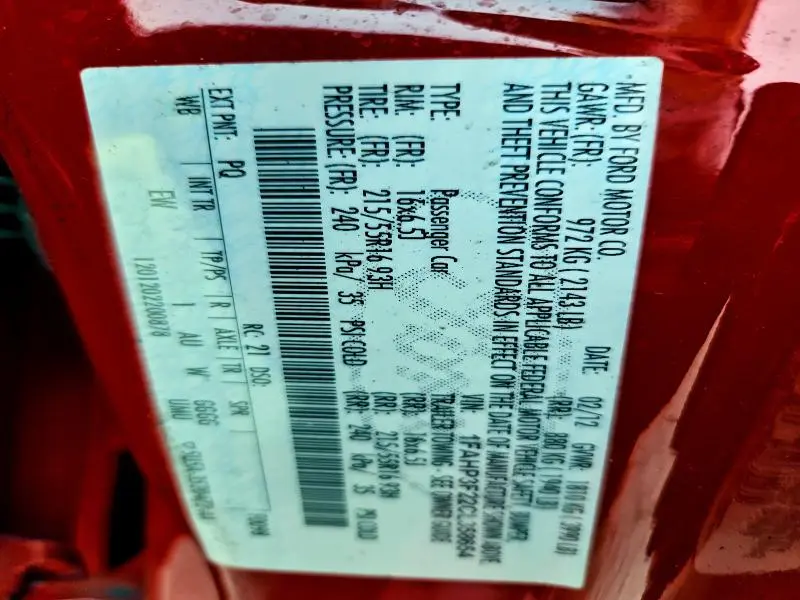 MFD. BY FORD MOTOR CO.
DATE: 02/12 GVWR: 1810 KG (3990 LB)
GAWR: (FR): 972 KG (2143 LB) (RR): 880 KG (1940 LB)
THIS VEHICLE CONFORMS TO ALL APPLICABLE FEDERAL MOTOR VEHICLE SAFETY, BUMPER,
AND THEFT PREVENTION STANDARDS IN EFFECT ON THE DATE OF MANUFACTURE SHOWN ABOVE.
VIN:
TYPE: Passenger Car TRAILER TOWING - SEE OWNER GUIDE
RIM: (FR): 16x6.5J (RR): 16x6.5J
TIRE: (FR): 215/55R16 93H (RR): 215/55R16 93H
PRESSURE: (FR): 240 kPa/ 35 PSI COLD (RR): 240 kPa/ 35 PSI COLD
RC: 21 DSO:
EXT PNT: PQ
WB INTR TP/PS R AXLE TR SPR
EW I AU W GGGG
120120220087B